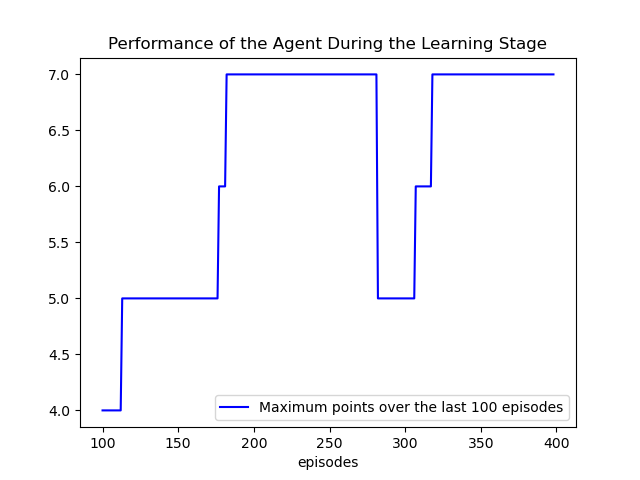 Performance of the Agent During the Learning Stage
7.0
6.5
6.0
5.5
5.0
4.5
4.0
Maximum points over the last 100 episodes
100 150 200 250 300 350 400
episodes